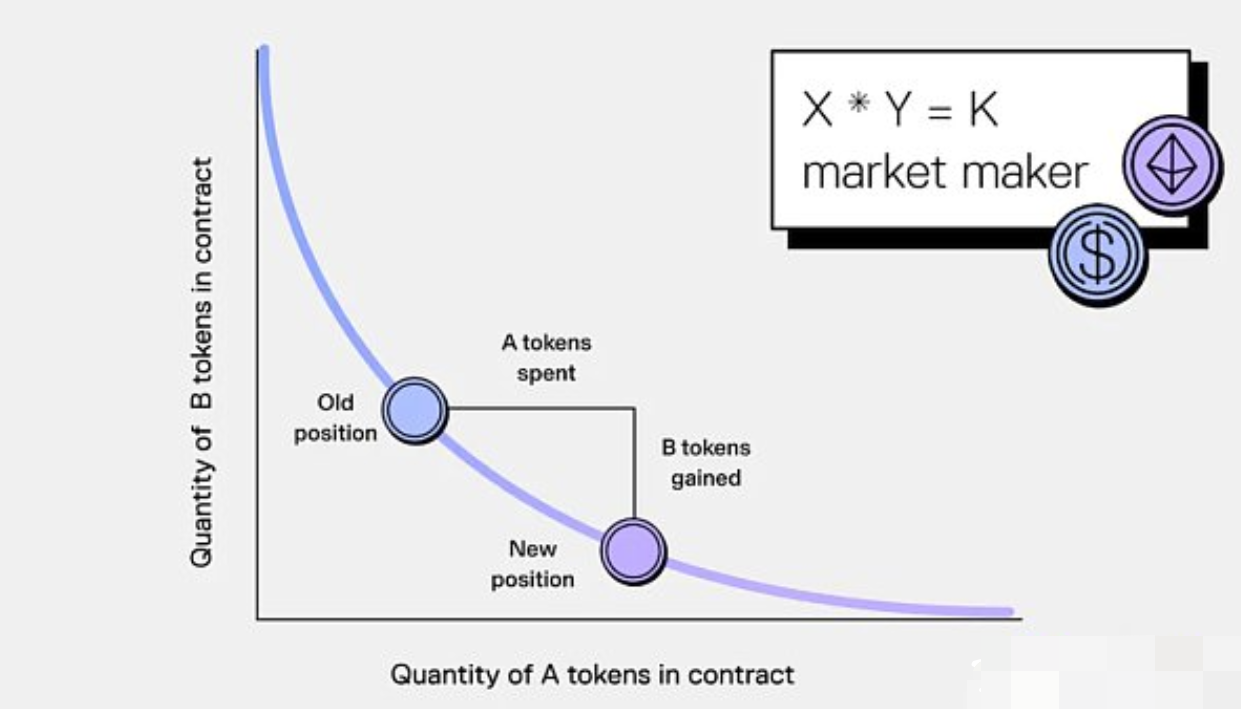 X * Y = K
market maker
Quantity of B tokens in contract
A tokens
spent
Old
position
B tokens
gained
New
position
Quantity of A tokens in contract
$